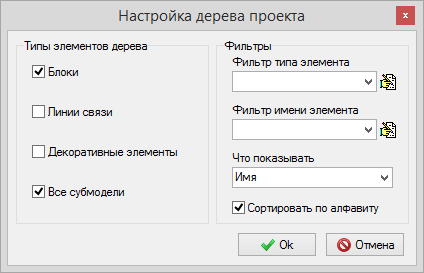 Настройка дерева проекта
Типы элементов дерева
Блоки
Линии связи
Декоративные элементы
Все субмодели
Фильтры
Фильтр типа элемента
Фильтр имени элемента
Что показывать
Имя
Сортировать по алфавиту
Ok
Отмена